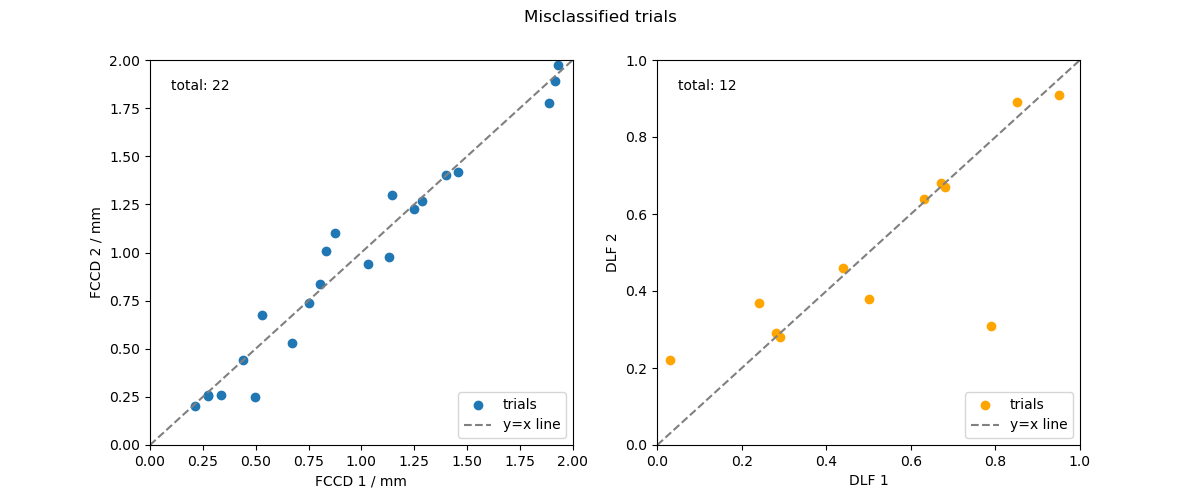 Misclassified trials
total: 22
2.00
1.75
1.50
1.25
1.00
0.75
0.50
0.25
0.00
FCCD 2 / mm
0.00 0.25 0.50 0.75 1.00 1.25 1.50 1.75 2.00
FCCD 1 / mm
trials
y=x line
total: 12
1.0
0.8
0.6
0.4
0.2
0.0
DLF 2
0.0 0.2 0.4 0.6 0.8 1.0
DLF 1
trials
y=x line